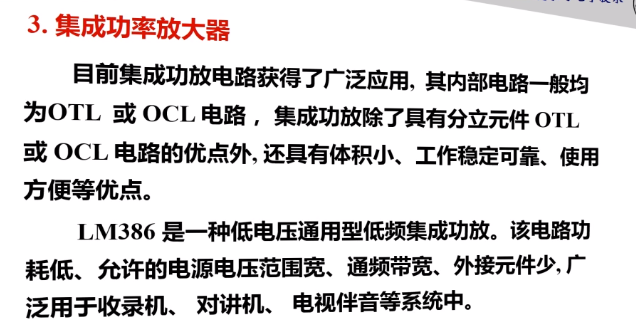 3. 集成功率放大器
目前集成功放电路获得了广泛应用, 其内部电路一般均
为OTL 或 OCL 电路，集成功放除了具有分立元件 OTL
或 OCL 电路的优点外, 还具有体积小、工作稳定可靠、使用
方便等优点。
LM386 是一种低电压通用型低频集成功放。该电路功
耗低、允许的电源电压范围宽、通频带宽、外接元件少, 广
泛用于收录机、 对讲机、 电视伴音等系统中。